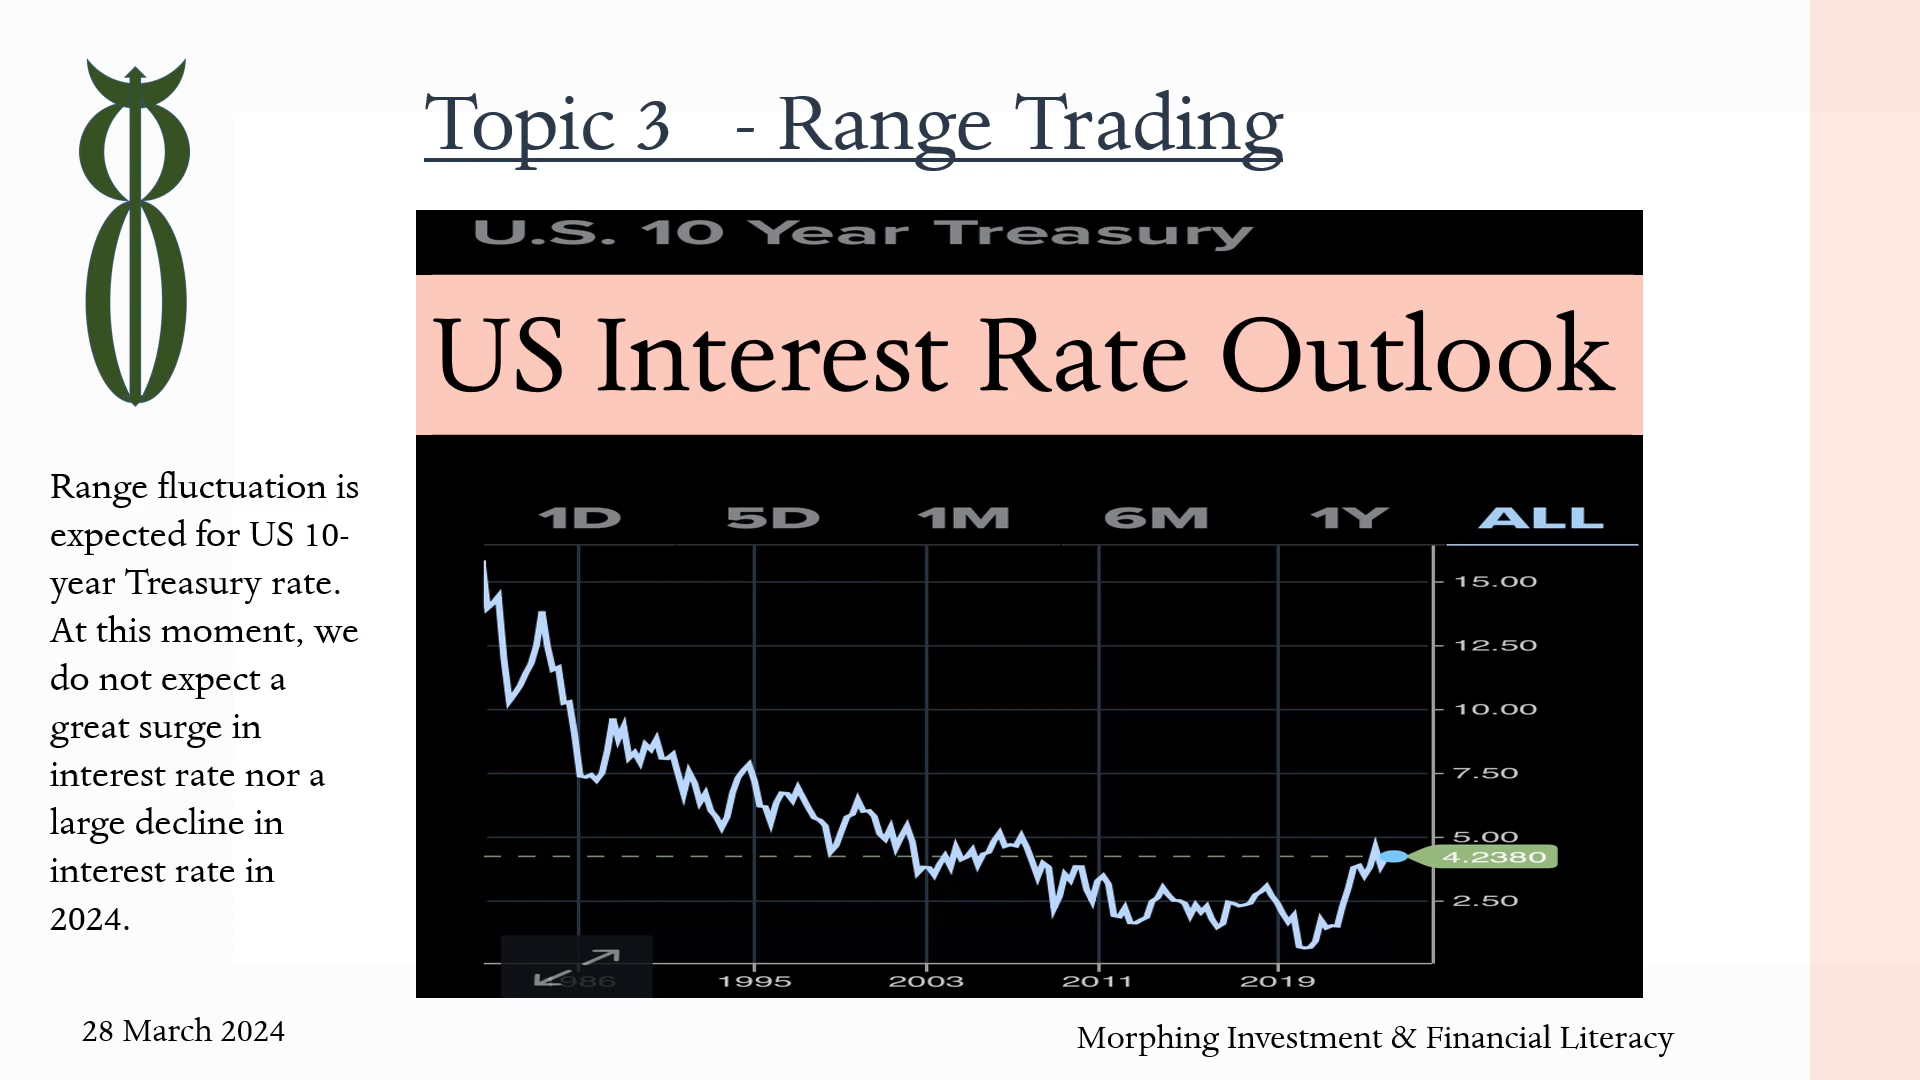 Topic 3 - Range Trading
U.S. 10 Year Treasury
US Interest Rate Outlook
Range fluctuation is
expected for US 10-
year Treasury rate.
At this moment, we
do not expect a
great surge in
interest rate nor a
large decline in
interest rate in
2024.
1D 5D 1M 6M 1Y ALL
15.00
12.50
10.00
7.50
5.00
4.2380
2.50
1986 1995 2003 2011 2019
28 March 2024
Morphing Investment & Financial Literacy